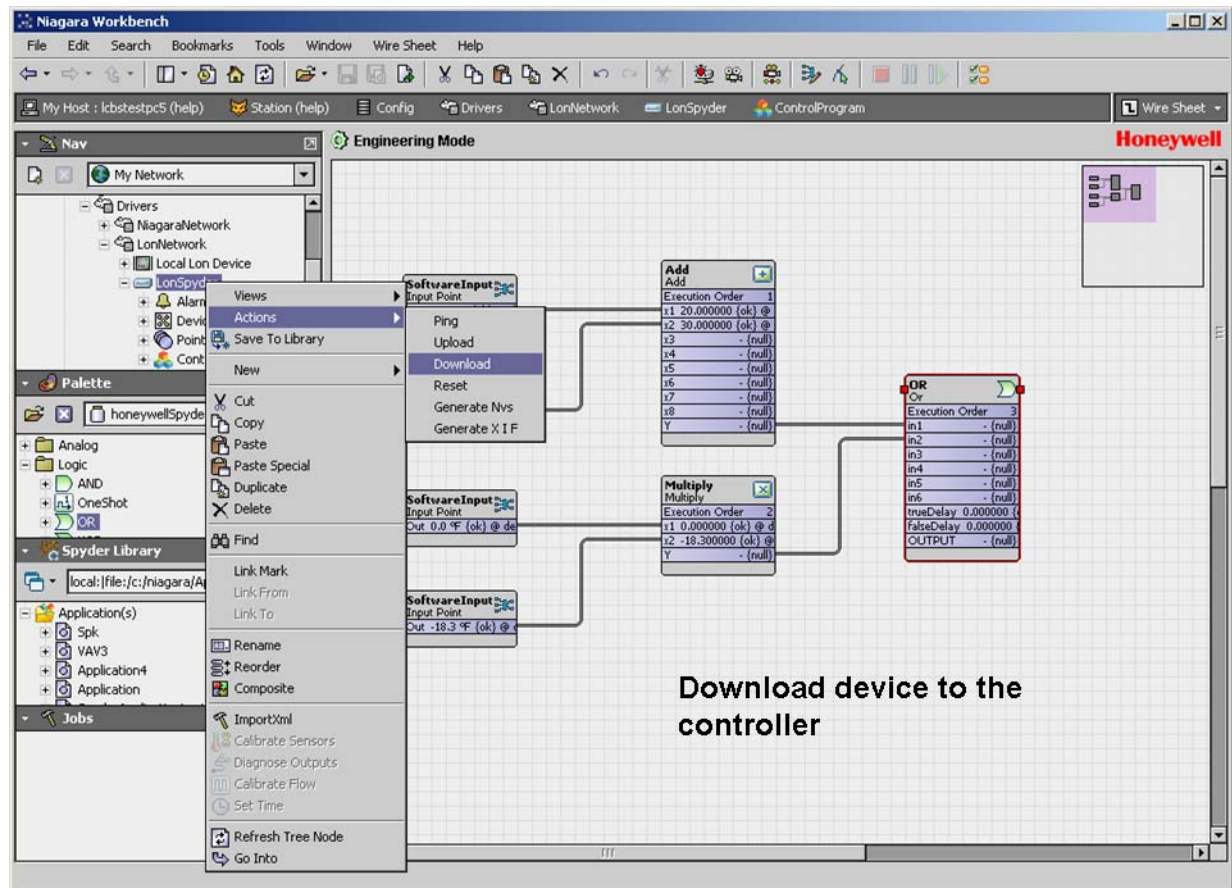 Niagara Workbench
File Edit Search Bookmarks Tools Window Wire Sheet Help
My Host : lcbstestpc5 (help) Station (help) Config Drivers LonNetwork LonSpyder ControlProgram Wire Sheet
Nav
My Network
Drivers
NiagaraNetwork
LonNetwork
Local Lon Device
LonSpyder
Alarm
Devic
Point
Cont
Palette
honeywellSpyde
Analog
Logic
AND
OneShot
OR
Spyder Library
local:|file:/c:/niagara/A
Application(s)
Spk
VAV3
Application4
Application
Jobs
Views
Actions
Save To Library
New
Cut
Copy
Paste
Paste Special
Duplicate
Delete
Find
Link Mark
Link From
Link To
Rename
Reorder
Composite
ImportXml
Calibrate Sensors
Diagnose Outputs
Calibrate Flow
Set Time
Refresh Tree Node
Go Into
Ping
Upload
Download
Reset
Generate Nvs
Generate X I F
Engineering Mode
Honeywell
SoftwareInput
Input Point
SoftwareInput
Input Point
Out 0.0 °F {ok} @ de
SoftwareInput
Input Point
Out -18.3 °F {ok} @ d
Add
Add
Execution Order 1
x1 20.000000 {ok} @
x2 30.000000 {ok} @
x3 - {null}
x4 - {null}
x5 - {null}
x6 - {null}
x7 - {null}
x8 - {null}
Y - {null}
Multiply
Multiply
Execution Order 2
x1 0.000000 {ok} @ d
x2 -18.300000 {ok} @
Y - {null}
OR
Or
Execution Order 3
in1 - {null}
in2 - {null}
in3 - {null}
in4 - {null}
in5 - {null}
in6 - {null}
trueDelay 0.000000 {
falseDelay 0.000000
OUTPUT - {null}
Download device to the
controller